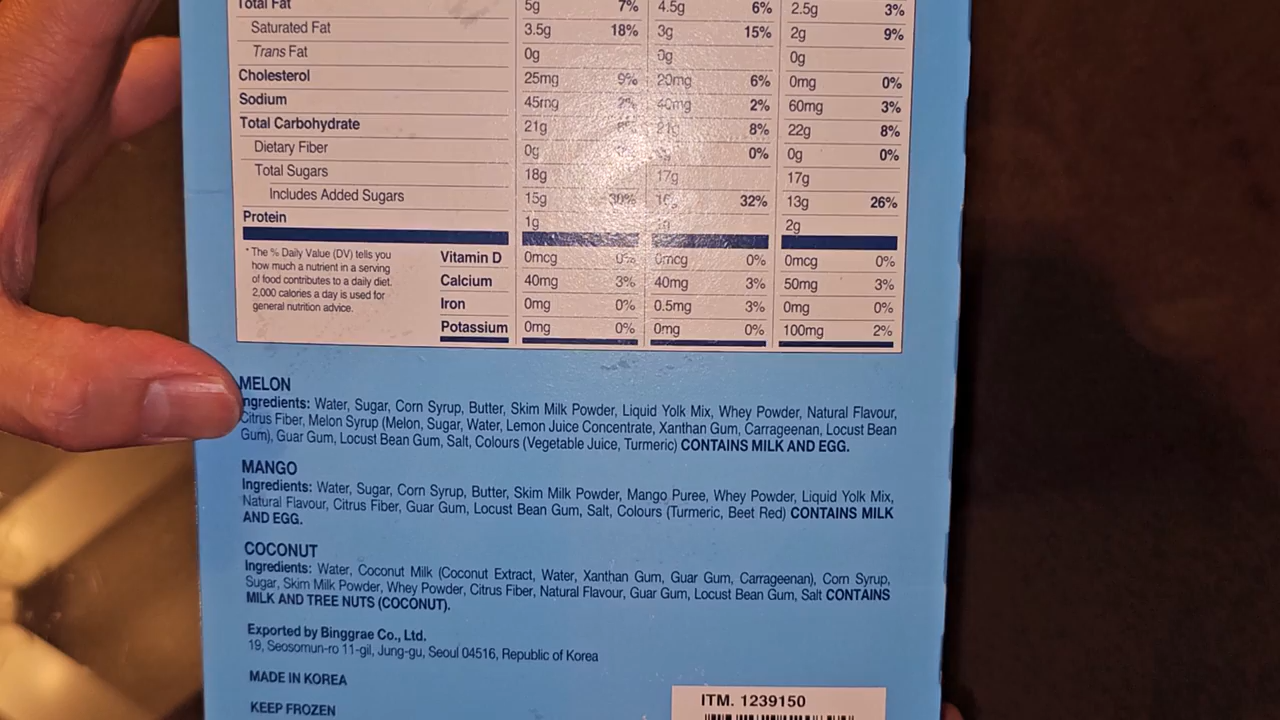 Total Fat 5g 7% 4.5g 6% 2.5g 3%
Saturated Fat 3.5g 18% 3g 15% 2g 9%
Trans Fat 0g 0g 0g
Cholesterol 25mg 9% 20mg 6% 0mg 0%
Sodium 45mg 2% 40mg 2% 60mg 3%
Total Carbohydrate 21g 21g 8% 22g 8%
Dietary Fiber 0g 0% 0g 0%
Total Sugars 18g 17g 17g
Includes Added Sugars 15g 30% 32% 13g 26%
Protein 1g 2g
* The % Daily Value (DV) tells you
how much a nutrient in a serving
of food contributes to a daily diet.
2,000 calories a day is used for
general nutrition advice.
Vitamin D 0mcg 0% 0mcg 0% 0mcg 0%
Calcium 40mg 3% 40mg 3% 50mg 3%
Iron 0mg 0% 0.5mg 3% 0mg 0%
Potassium 0mg 0% 0mg 0% 100mg 2%
MELON
ngredients: Water, Sugar, Corn Syrup, Butter, Skim Milk Powder, Liquid Yolk Mix, Whey Powder, Natural Flavour,
Citrus Fiber, Melon Syrup (Melon, Sugar, Water, Lemon Juice Concentrate, Xanthan Gum, Carrageenan, Locust Bean
Gum), Guar Gum, Locust Bean Gum, Salt, Colours (Vegetable Juice, Turmeric) CONTAINS MILK AND EGG.
MANGO
Ingredients: Water, Sugar, Corn Syrup, Butter, Skim Milk Powder, Mango Puree, Whey Powder, Liquid Yolk Mix,
Natural Flavour, Citrus Fiber, Guar Gum, Locust Bean Gum, Salt, Colours (Turmeric, Beet Red) CONTAINS MILK
AND EGG.
COCONUT
Ingredients: Water, Coconut Milk (Coconut Extract, Water, Xanthan Gum, Guar Gum, Carrageenan), Corn Syrup,
Sugar, Skim Milk Powder, Whey Powder, Citrus Fiber, Natural Flavour, Guar Gum, Locust Bean Gum, Salt CONTAINS
MILK AND TREE NUTS (COCONUT).
Exported by Binggrae Co., Ltd.
19, Seosomun-ro 11-gil, Jung-gu, Seoul 04516, Republic of Korea
MADE IN KOREA
KEEP FROZEN
ITM. 1239150